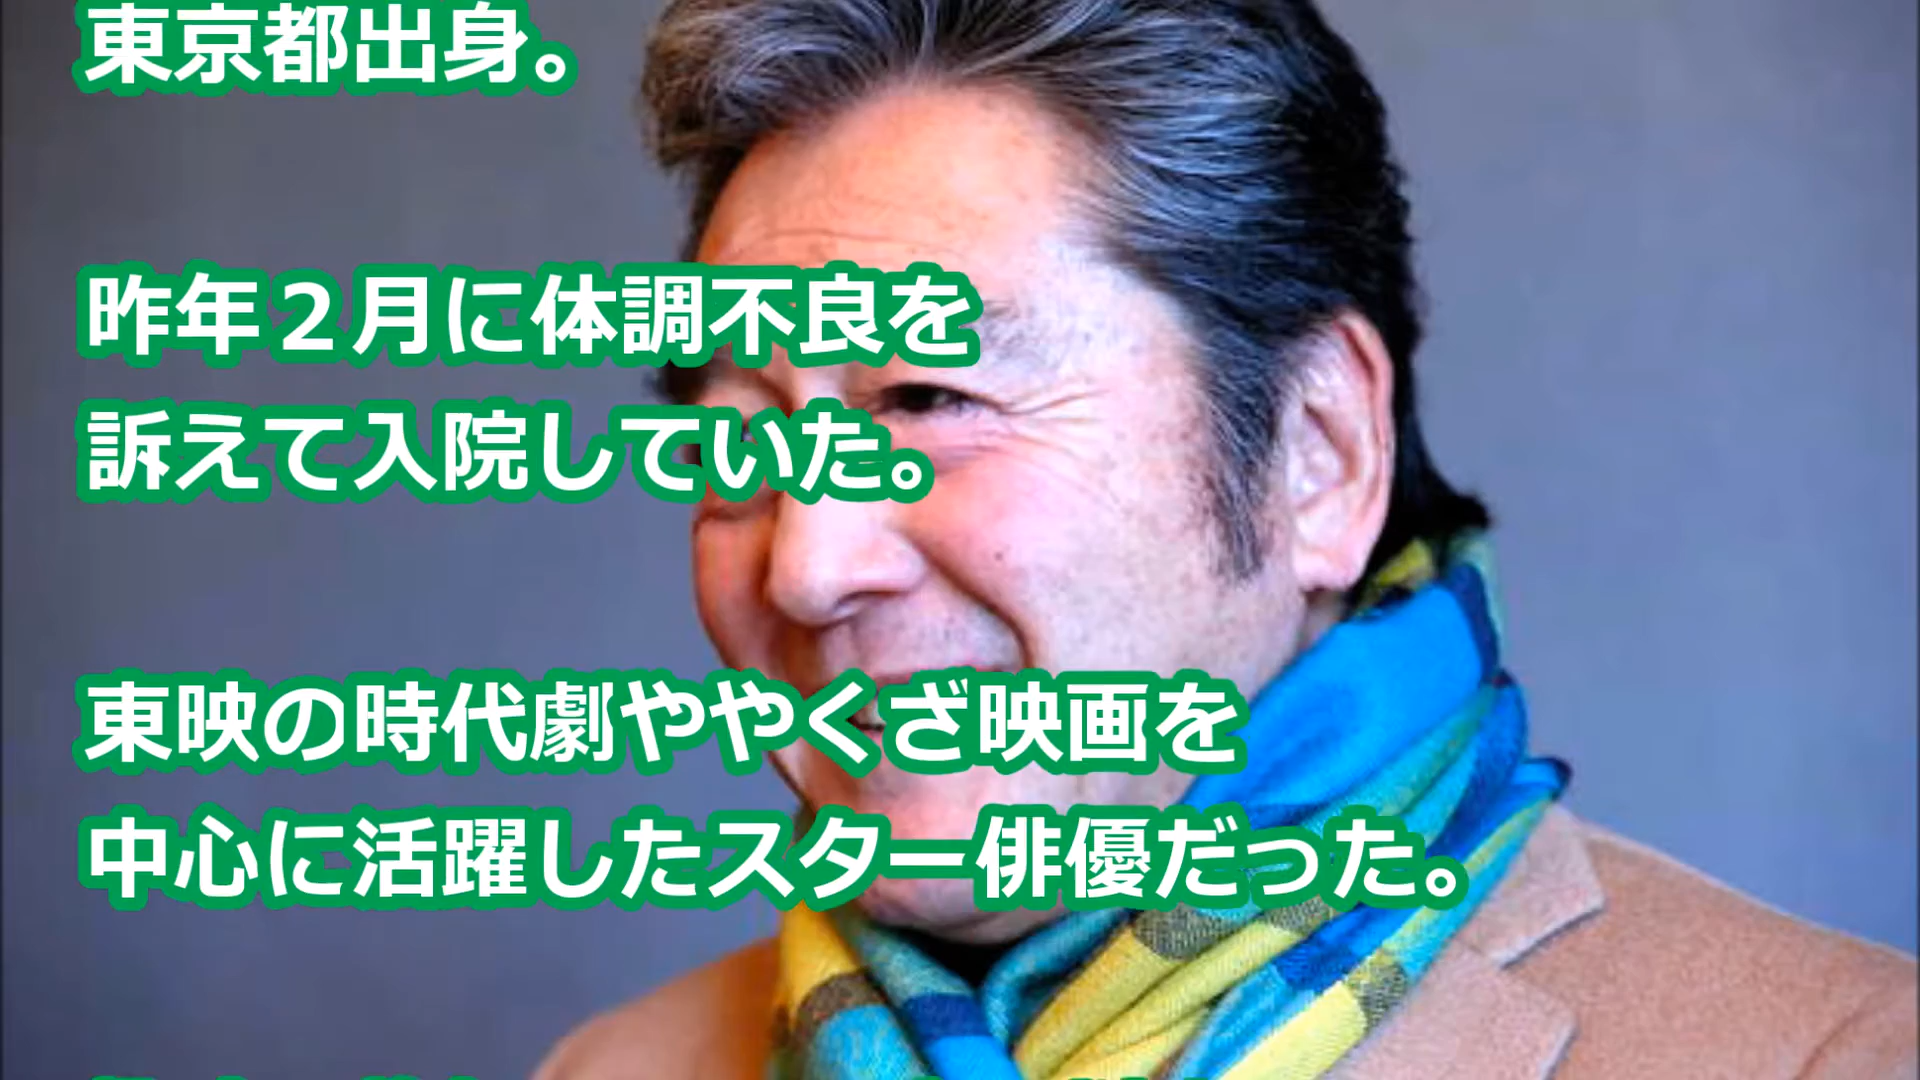 東京都出身。
昨年２月に体調不良を
訴えて入院していた。
東映の時代劇ややくざ映画を
中心に活躍したスター俳優だった。